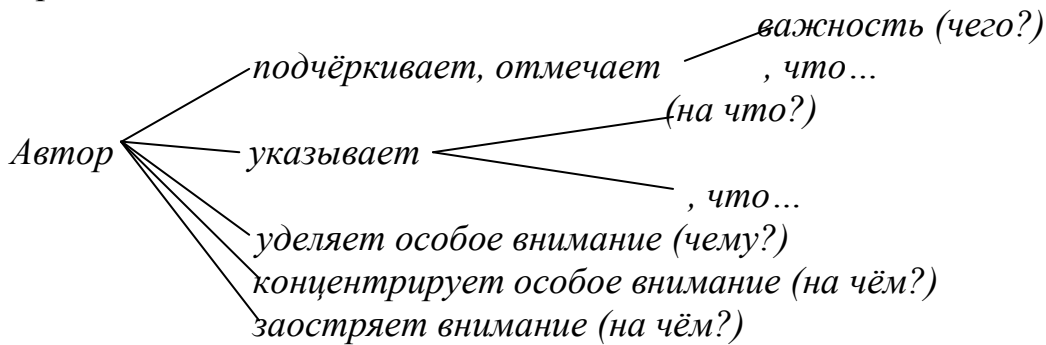 важность (чего?)
подчёркивает, отмечает , что…
(на что?)
Автор указывает
, что…
уделяет особое внимание (чему?)
концентрирует особое внимание (на чём?)
заостряет внимание (на чём?)